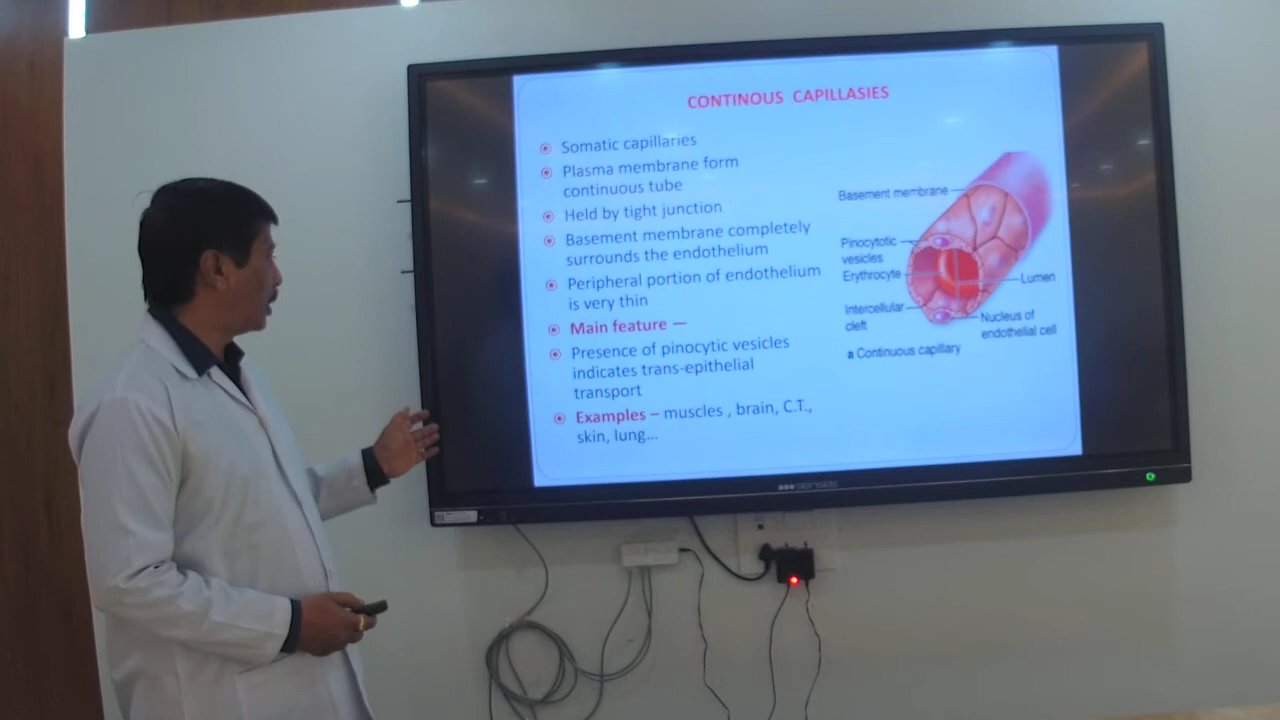 CONTINOUS CAPILLASIES
Somatic capillaries
Plasma membrane form
continuous tube
Held by tight junction
Basement membrane completely
surrounds the endothelium
Peripheral portion of endothelium
is very thin
Main feature —
Presence of pinocytic vesicles
indicates trans-epithelial
transport
Examples – muscles , brain, C.T.,
skin, lung...
Basement membrane
Pinocytotic
vesicles
Erythrocyte
Lumen
Intercellular
cleft
Nucleus of
endothelial cell
a Continuous capillary